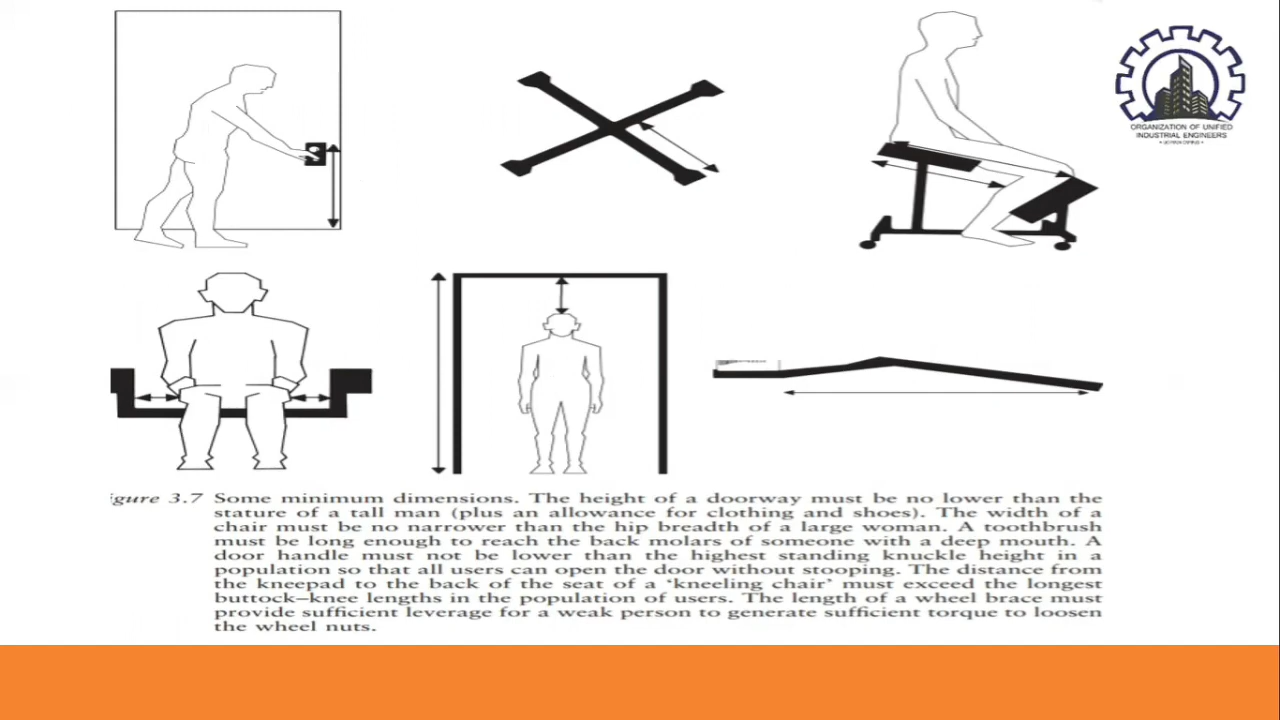 ORGANIZATION OF UNIFIED
INDUSTRIAL ENGINEERS
igure 3.7 Some minimum dimensions. The height of a doorway must be no lower than the
stature of a tall man (plus an allowance for clothing and shoes). The width of a
chair must be no narrower than the hip breadth of a large woman. A toothbrush
must be long enough to reach the back molars of someone with a deep mouth. A
door handle must not be lower than the highest standing knuckle height in a
population so that all users can open the door without stooping. The distance from
the kneepad to the back of the seat of a ‘kneeling chair’ must exceed the longest
buttock–knee lengths in the population of users. The length of a wheel brace must
provide sufficient leverage for a weak person to generate sufficient torque to loosen
the wheel nuts.